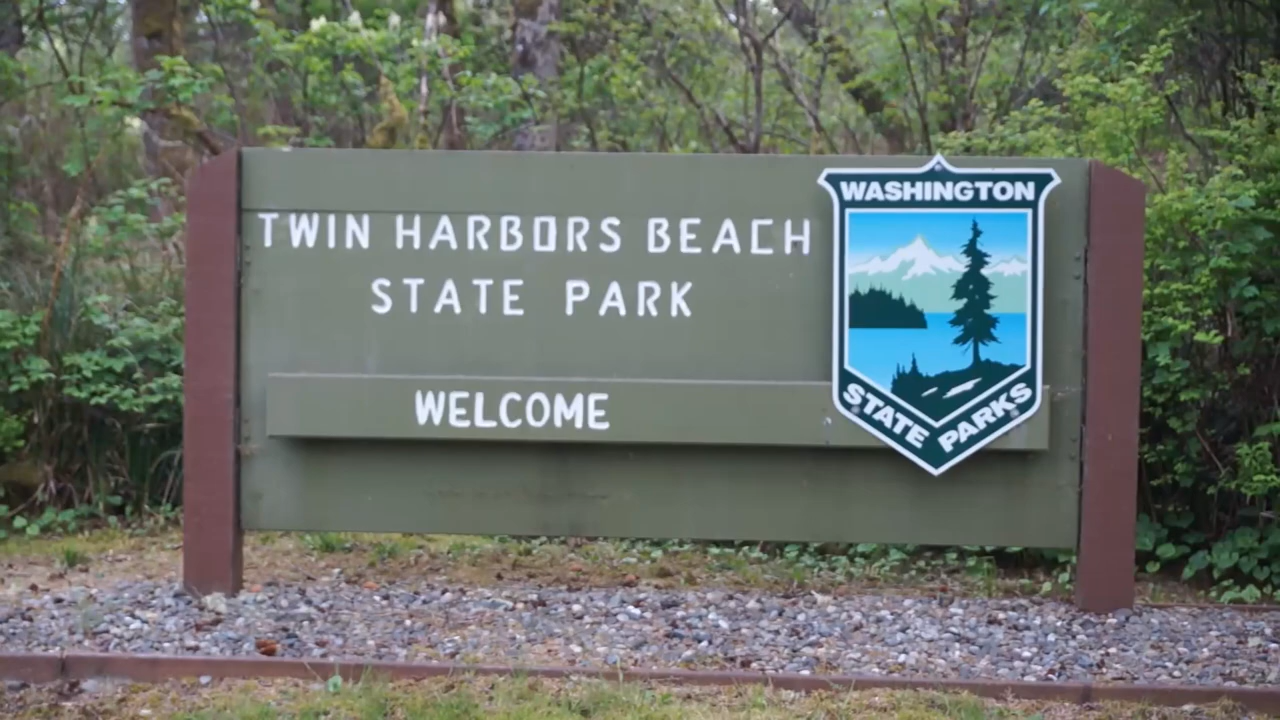 TWIN HARBORS BEACH
STATE PARK
WELCOME
WASHINGTON
STATE PARKS